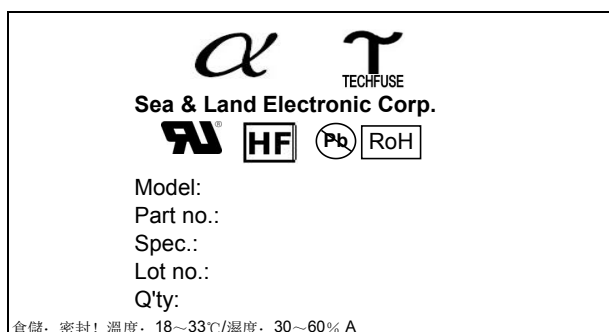 α
TECHFUSE
Sea & Land Electronic Corp.
® HF Pb RoH
Model:
Part no.:
Spec.:
Lot no.:
Q'ty:
倉儲：密封！溫度：18～33℃/濕度：30～60% A